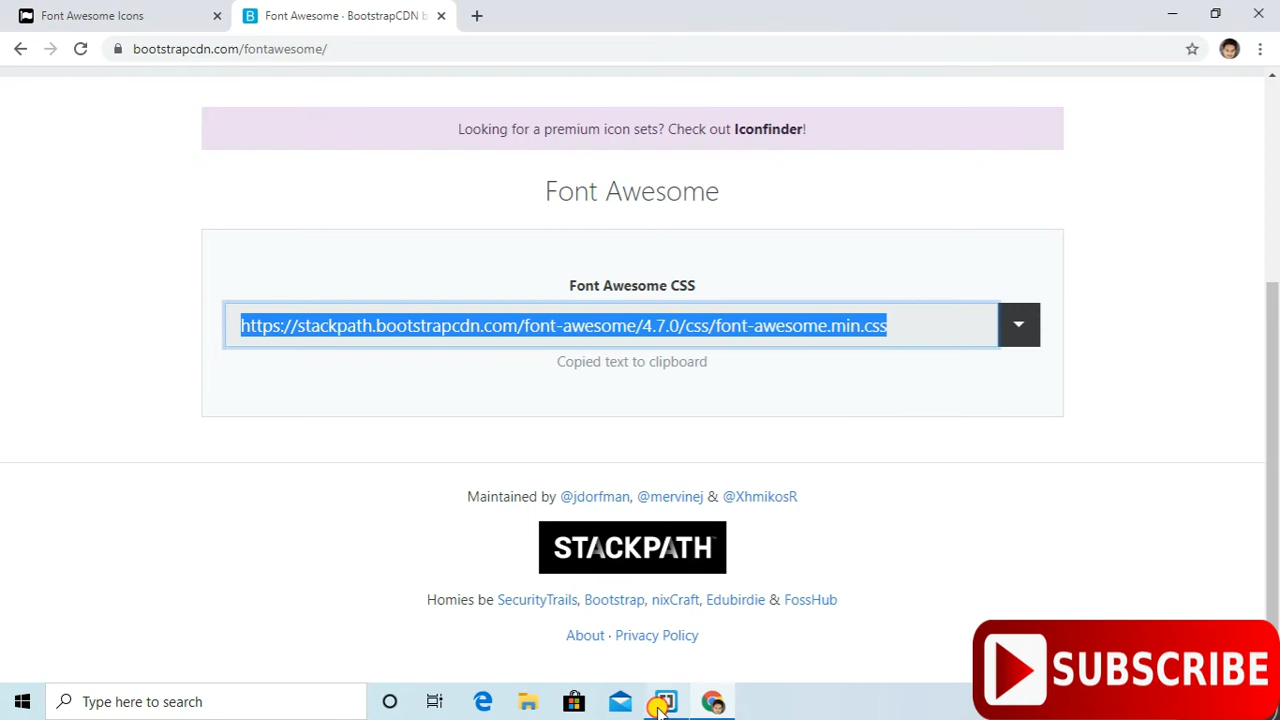 Font Awesome Icons
Font Awesome · BootstrapCDN b
bootstrapcdn.com/fontawesome/
Looking for a premium icon sets? Check out Iconfinder!
Font Awesome
Font Awesome CSS
https://stackpath.bootstrapcdn.com/font-awesome/4.7.0/css/font-awesome.min.css
Copied text to clipboard
Maintained by @jdorfman, @mervinej & @XhmikosR
STACKPATH
Homies be SecurityTrails, Bootstrap, nixCraft, Edubirdie & FossHub
About · Privacy Policy
SUBSCRIBE
Type here to search